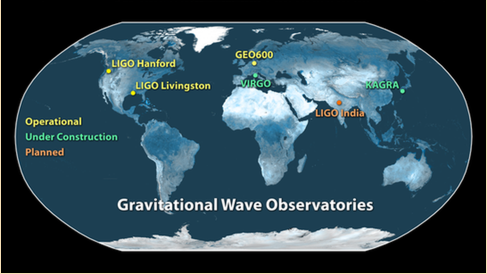 GEO600
LIGO Hanford
VIRGO
LIGO Livingston
KAGRA
LIGO India
Operational
Under Construction
Planned
Gravitational Wave Observatories